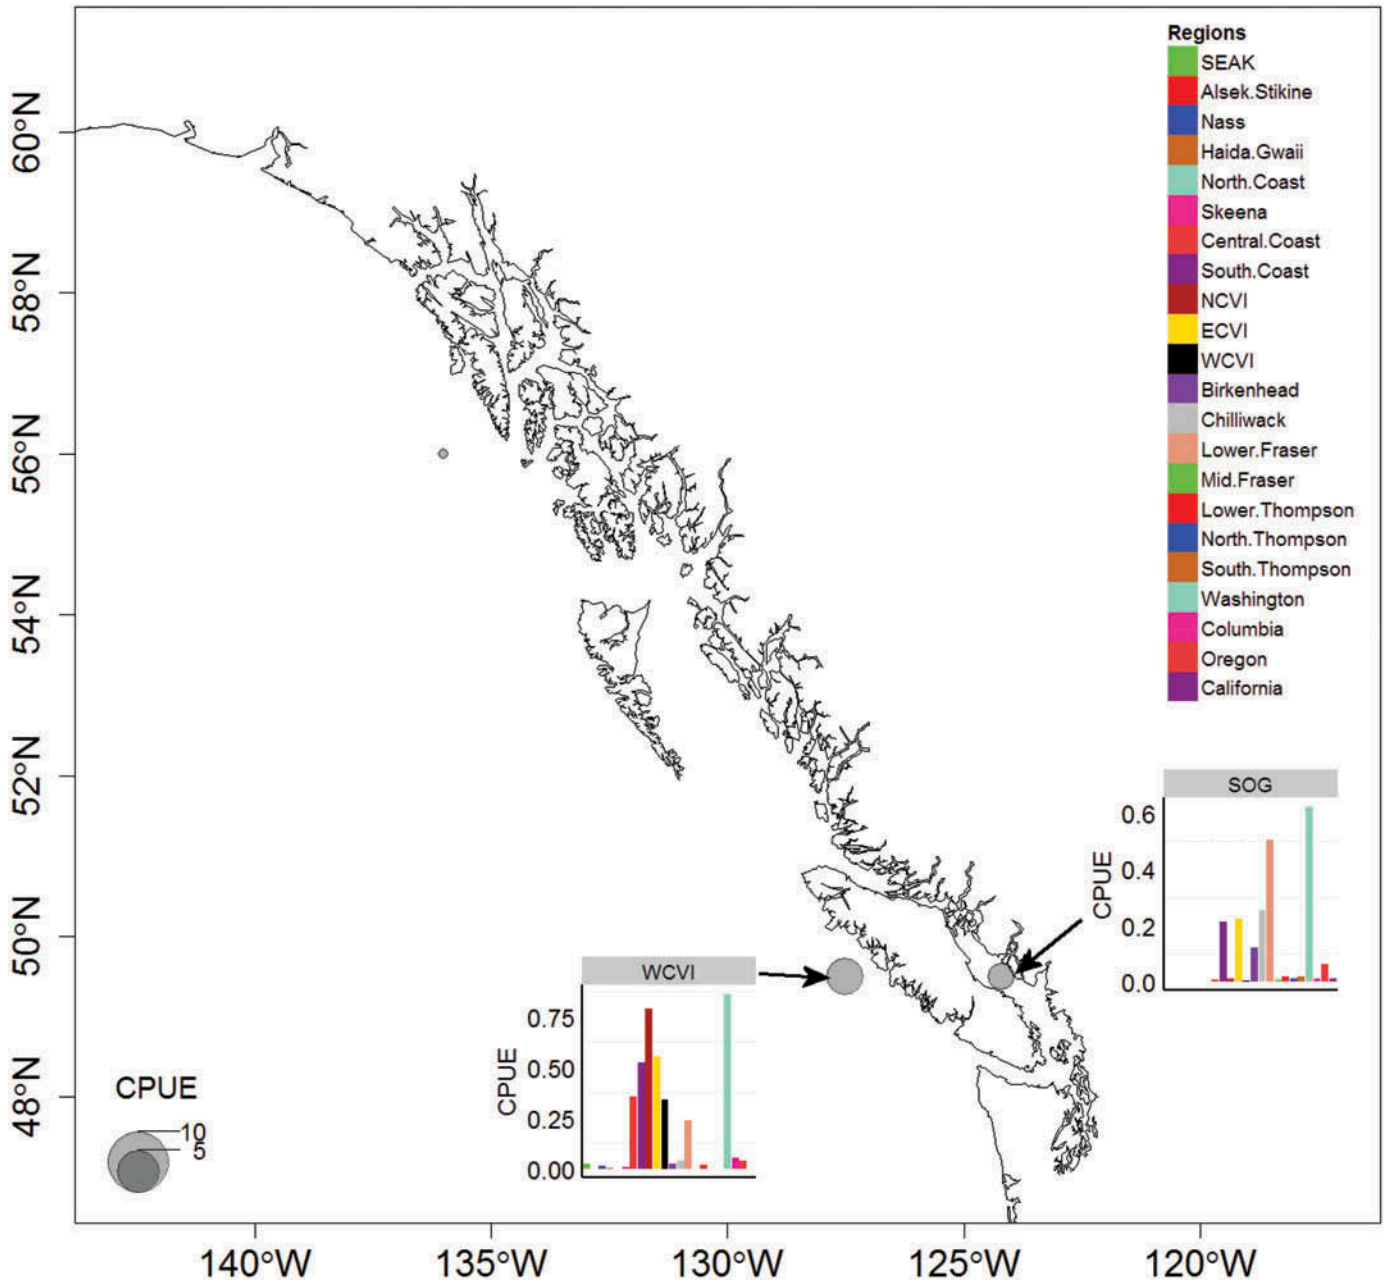 Regions
SEAK
Alsek.Stikine
Nass
Haida.Gwaii
North.Coast
Skeena
Central.Coast
South.Coast
NCVI
ECVI
WCVI
Birkenhead
Chilliwack
Lower.Fraser
Mid.Fraser
Lower.Thompson
North.Thompson
South.Thompson
Washington
Columbia
Oregon
California
60°N
58°N
56°N
54°N
52°N
50°N
48°N
SOG
CPUE
0.6
0.4
0.2
0.0
WCVI
CPUE
0.75
0.50
0.25
0.00
CPUE
10
5
140°W
135°W
130°W
125°W
120°W